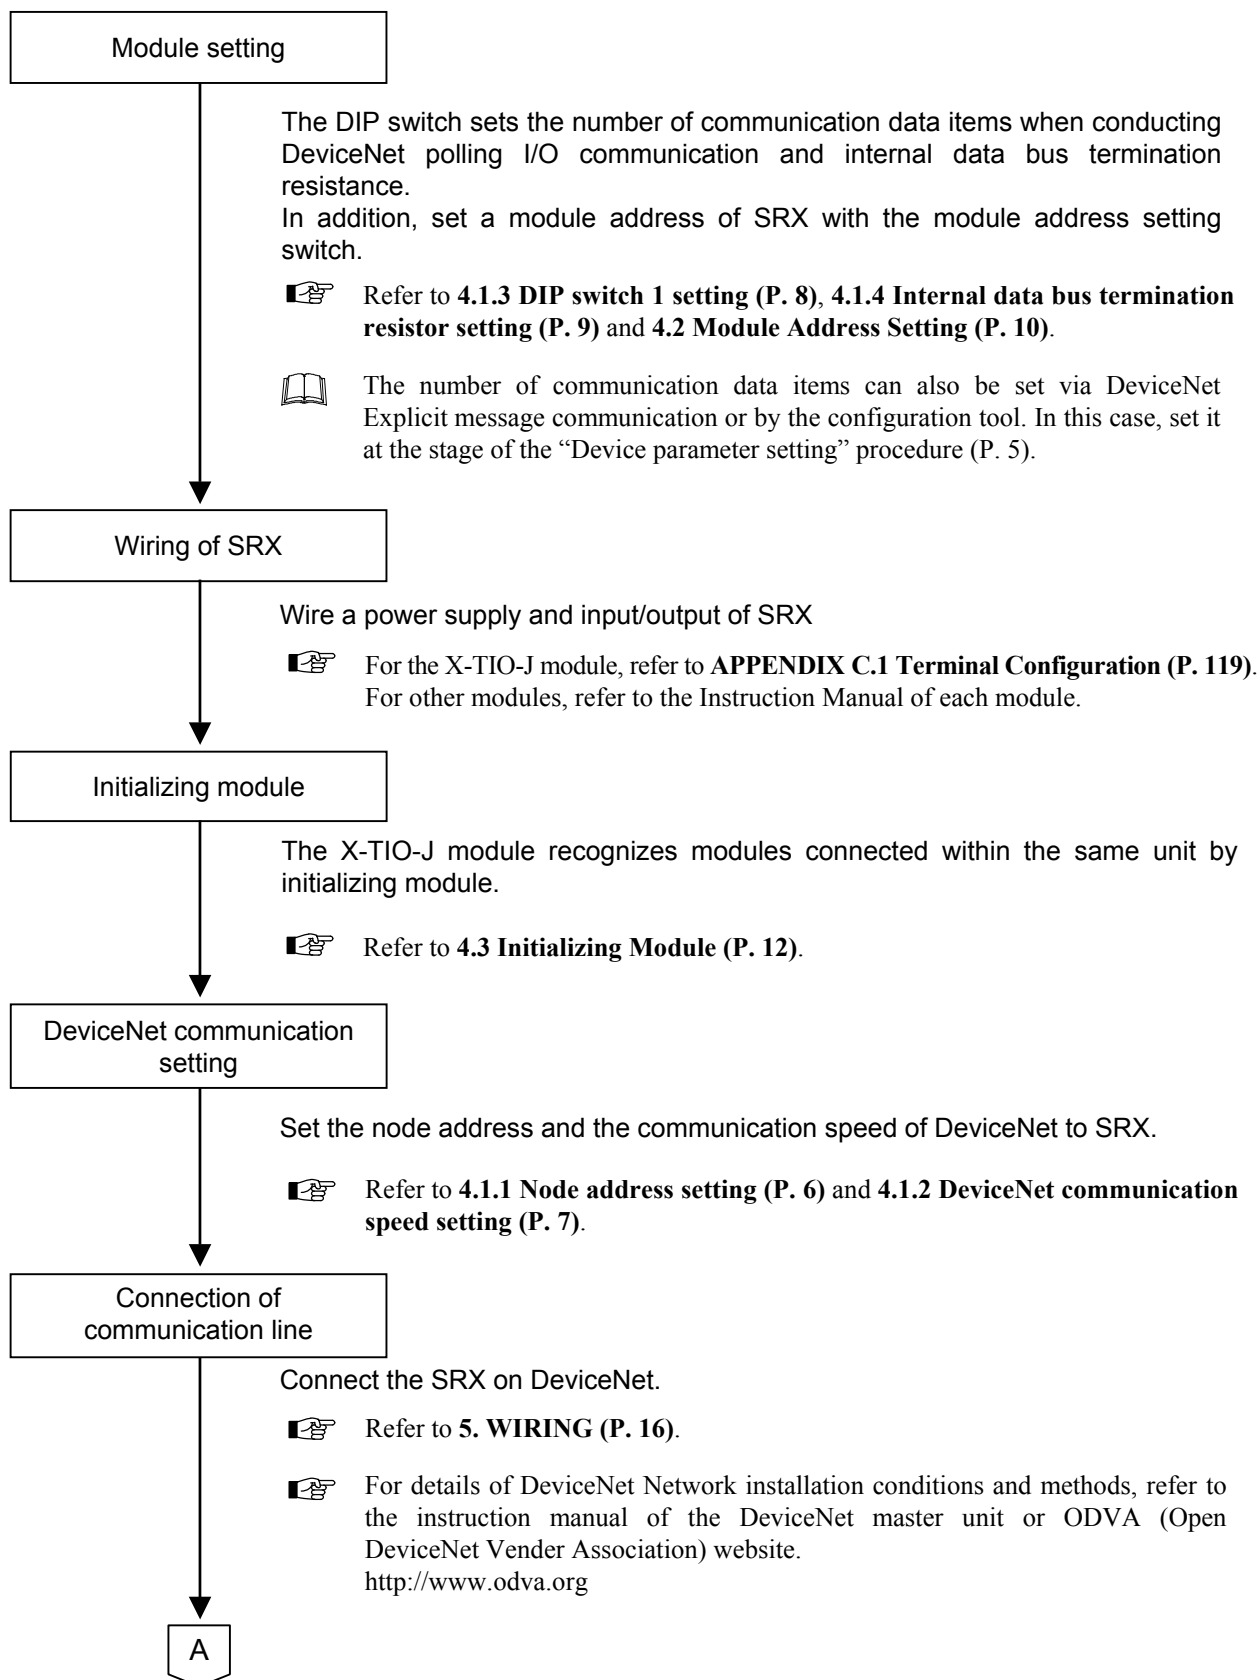 Module setting
The DIP switch sets the number of communication data items when conducting
DeviceNet polling I/O communication and internal data bus termination
resistance.
In addition, set a module address of SRX with the module address setting
switch.
Refer to 4.1.3 DIP switch 1 setting (P. 8), 4.1.4 Internal data bus termination
resistor setting (P. 9) and 4.2 Module Address Setting (P. 10).
The number of communication data items can also be set via DeviceNet
Explicit message communication or by the configuration tool. In this case, set it
at the stage of the “Device parameter setting” procedure (P. 5).
Wiring of SRX
Wire a power supply and input/output of SRX
For the X-TIO-J module, refer to APPENDIX C.1 Terminal Configuration (P. 119).
For other modules, refer to the Instruction Manual of each module.
Initializing module
The X-TIO-J module recognizes modules connected within the same unit by
initializing module.
Refer to 4.3 Initializing Module (P. 12).
DeviceNet communication
setting
Set the node address and the communication speed of DeviceNet to SRX.
Refer to 4.1.1 Node address setting (P. 6) and 4.1.2 DeviceNet communication
speed setting (P. 7).
Connection of
communication line
Connect the SRX on DeviceNet.
Refer to 5. WIRING (P. 16).
For details of DeviceNet Network installation conditions and methods, refer to
the instruction manual of the DeviceNet master unit or ODVA (Open
DeviceNet Vender Association) website.
http://www.odva.org
A